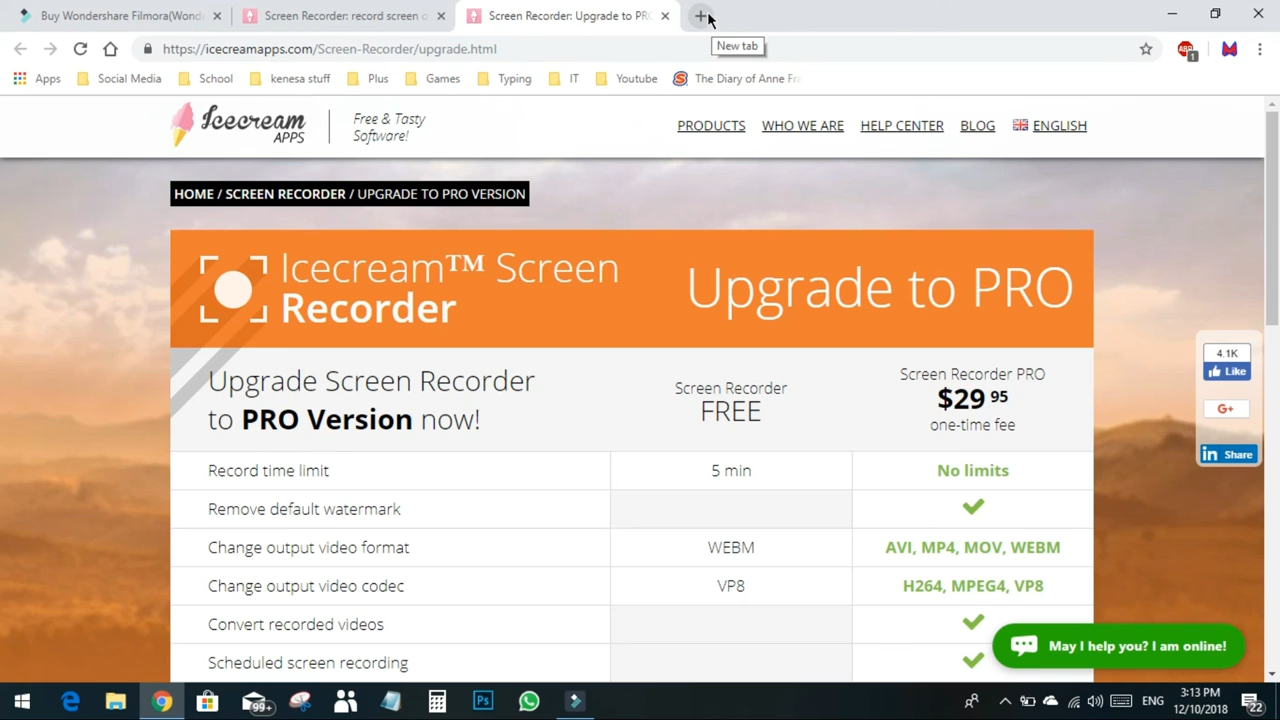 Buy Wondershare Filmora(Wond
Screen Recorder: record screen o
Screen Recorder: Upgrade to PR
New tab
https://icecreamapps.com/Screen-Recorder/upgrade.html
ABP
1
Apps
Social Media
School
kenesa stuff
Plus
Games
Typing
IT
Youtube
The Diary of Anne Fra
Icecream
APPS
Free & Tasty
Software!
PRODUCTS
WHO WE ARE
HELP CENTER
BLOG
ENGLISH
HOME / SCREEN RECORDER / UPGRADE TO PRO VERSION
Icecream™ Screen
Recorder
Upgrade to PRO
Upgrade Screen Recorder
to PRO Version now!
Screen Recorder
FREE
Screen Recorder PRO
$29 95
one-time fee
Record time limit
5 min
No limits
Remove default watermark
Change output video format
WEBM
AVI, MP4, MOV, WEBM
Change output video codec
VP8
H264, MPEG4, VP8
Convert recorded videos
Scheduled screen recording
4.1K
Like
G+
in Share
May I help you? I am online!
99+
Ps
ENG
3:13 PM
12/10/2018
22